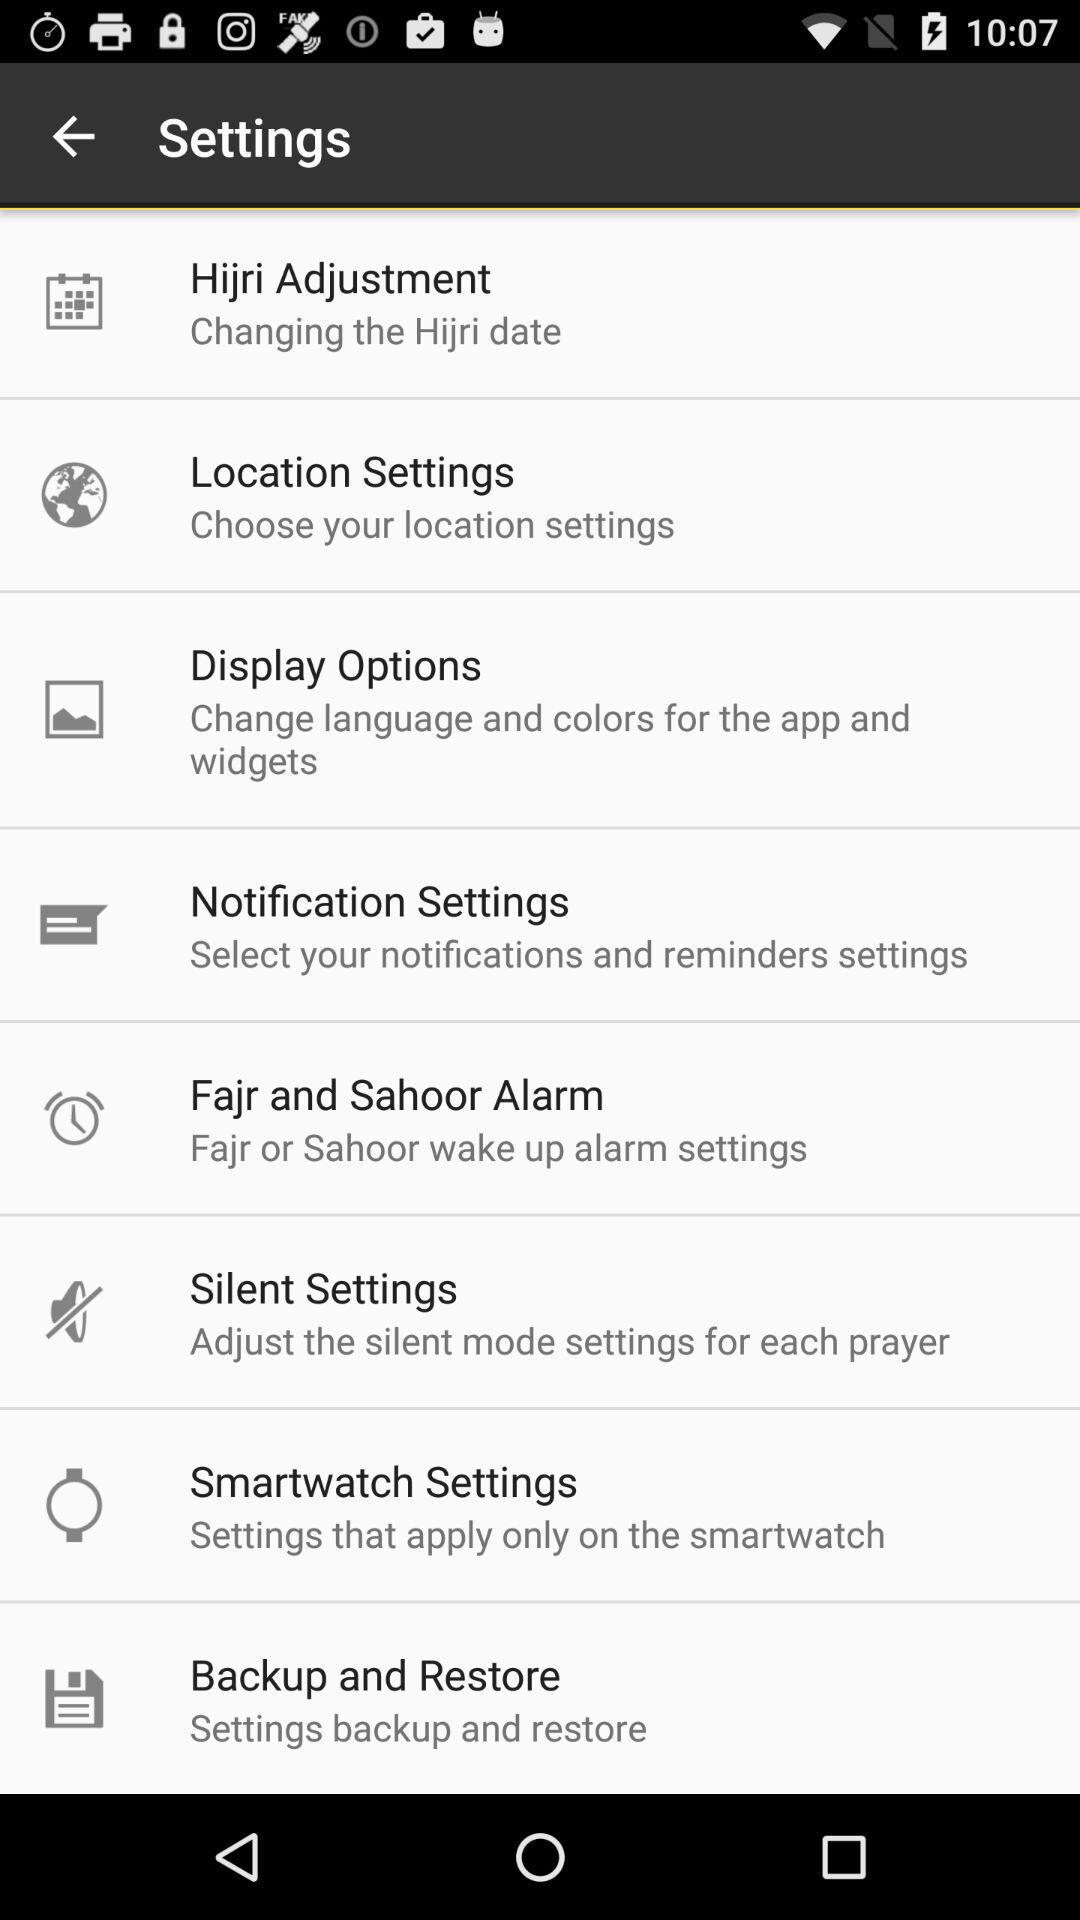 FAKE
10:07
Settings
Hijri Adjustment
Changing the Hijri date
Location Settings
Choose your location settings
Display Options
Change language and colors for the app and
widgets
Notification Settings
Select your notifications and reminders settings
Fajr and Sahoor Alarm
Fajr or Sahoor wake up alarm settings
Silent Settings
Adjust the silent mode settings for each prayer
Smartwatch Settings
Settings that apply only on the smartwatch
Backup and Restore
Settings backup and restore